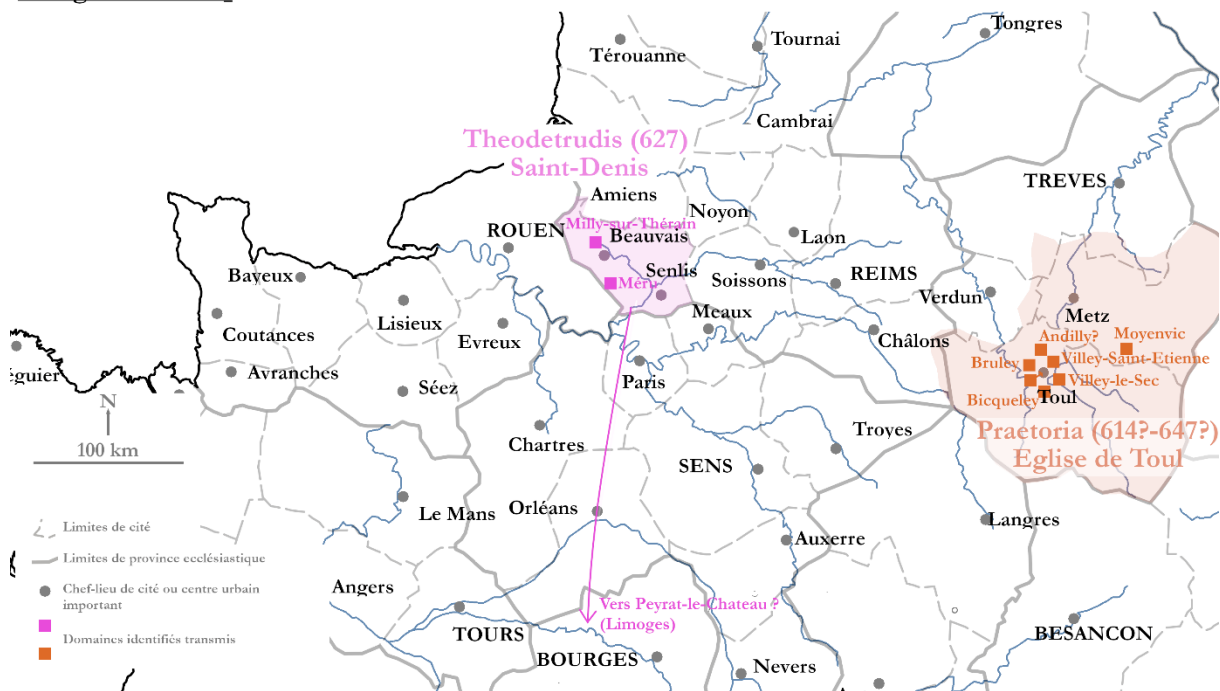 Térouanne
Tournai
Tongres
Cambrai
Theodetrudis (627)
Saint-Denis
TREVES
Amiens
Noyon
Milly-sur-Thérain
ROUEN
Beauvais
Laon
Bayeux
Senlis
Soissons
REIMS
Méru
Verdun
Metz
Meaux
Lisieux
Coutances
Evreux
Châlons
Andilly?
Moyenvic
Bruley
Villey-Saint-Etienne
éguier
Avranches
Séez
Paris
Villey-le-Sec
Bicqueley
Toul
N
100 km
Chartres
Troyes
Praetoria (614?-647?)
Eglise de Toul
SENS
Le Mans
Orléans
Langres
Auxerre
Limites de cité
Limites de province ecclésiastique
Chef-lieu de cité ou centre urbain
important
Domaines identifiés transmis
Angers
Vers Peyrat-le-Chateau ?
(Limoges)
TOURS
BOURGES
BESANCON
Nevers